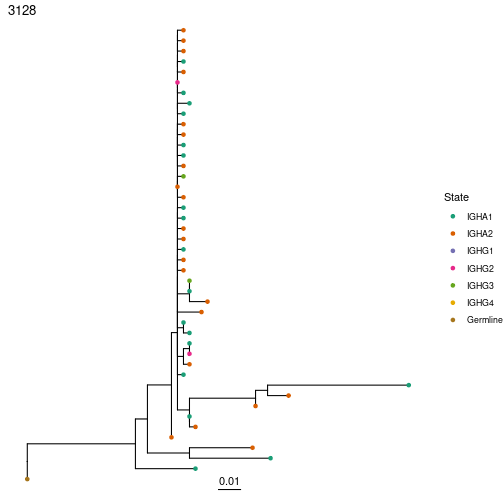 3128
State
IGHA1
IGHA2
IGHG1
IGHG2
IGHG3
IGHG4
Germline
0.01